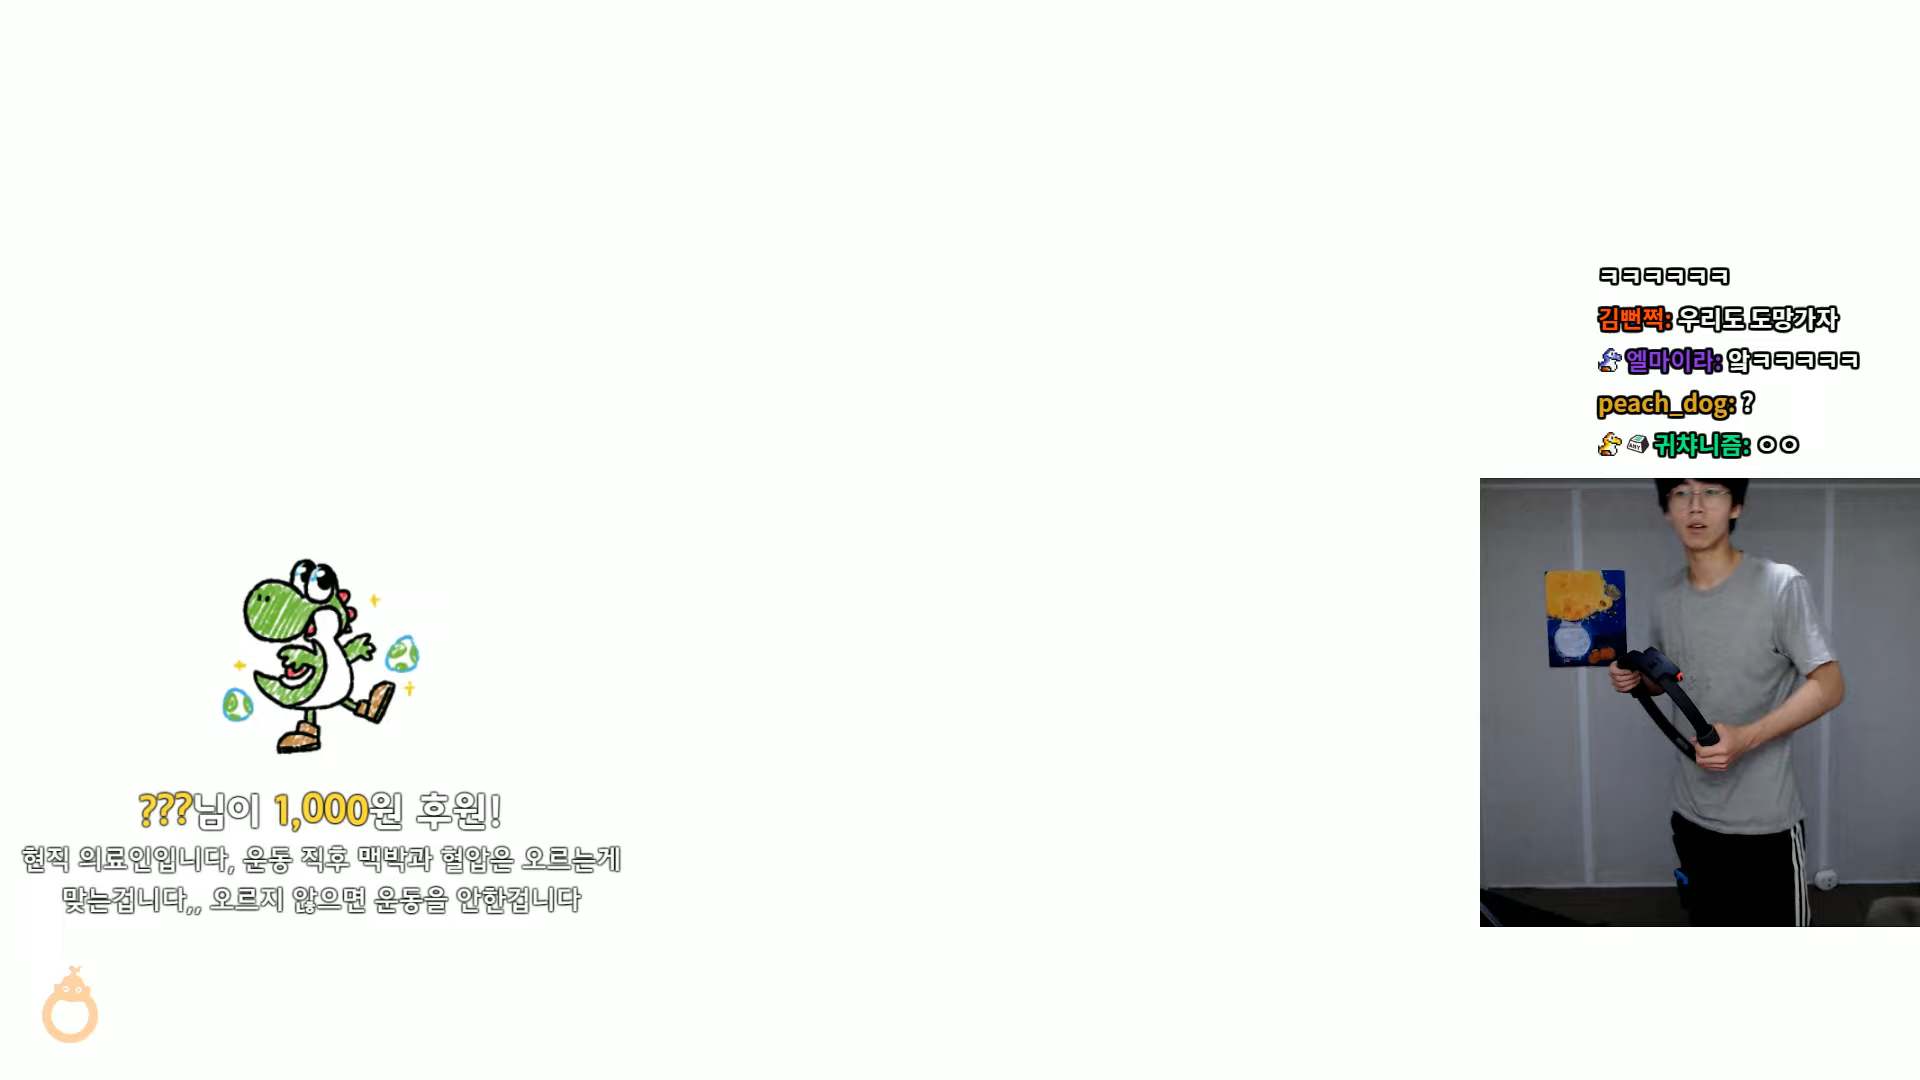 ㅋㅋㅋㅋㅋㅋ
김뻔쩍: 우리도 도망가자
엘마이라: 앜ㅋㅋㅋㅋㅋ
peach_dog: ?
귀챠니즘: ㅇㅇ
???님이 1,000원 후원!
현직 의료인입니다, 운동 직후 맥박과 혈압은 오르는게
맞는겁니다,, 오르지 않으면 운동을 안한겁니다